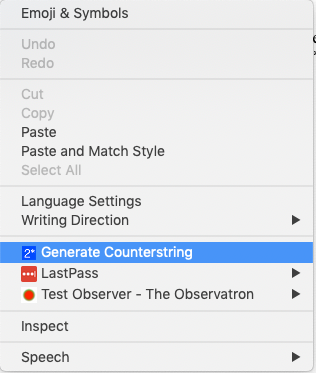 Emoji & Symbols
Undo
Redo
Cut
Copy
Paste
Paste and Match Style
Select All
Language Settings
Writing Direction
2* Generate Counterstring
LastPass
Test Observer - The Observatron
Inspect
Speech